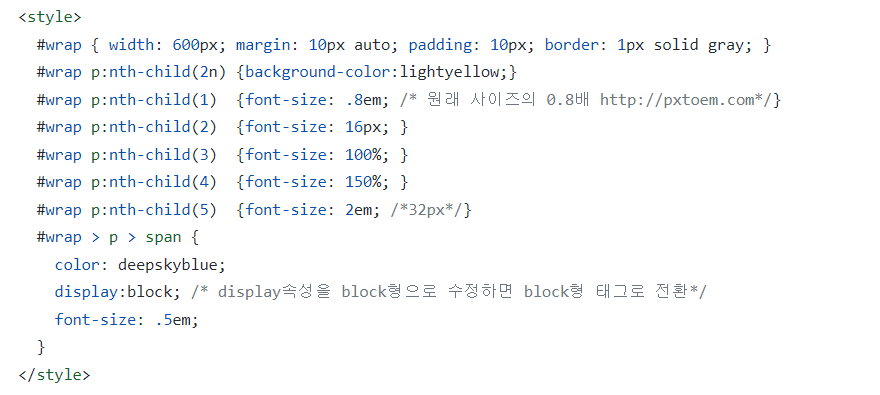 <style>
#wrap { width: 600px; margin: 10px auto; padding: 10px; border: 1px solid gray; }
#wrap p:nth-child(2n) {background-color:lightyellow;}
#wrap p:nth-child(1)  {font-size: .8em; /* 원래 사이즈의 0.8배 http://pxtoem.com*/}
#wrap p:nth-child(2)  {font-size: 16px; }
#wrap p:nth-child(3)  {font-size: 100%; }
#wrap p:nth-child(4)  {font-size: 150%; }
#wrap p:nth-child(5)  {font-size: 2em; /*32px*/}
#wrap > p > span {
color: deepskyblue;
display:block; /* display속성을 block형으로 수정하면 block형 태그로 전환*/
font-size: .5em;
}
</style>